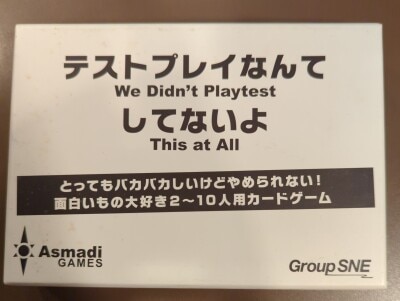 テストプレイなんて
We Didn't Playtest
してないよ
This at All
とってもバカバカしいけどやめられない！
面白いもの大好き2～10人用カードゲーム
Asmadi
GAMES
GroupSNE